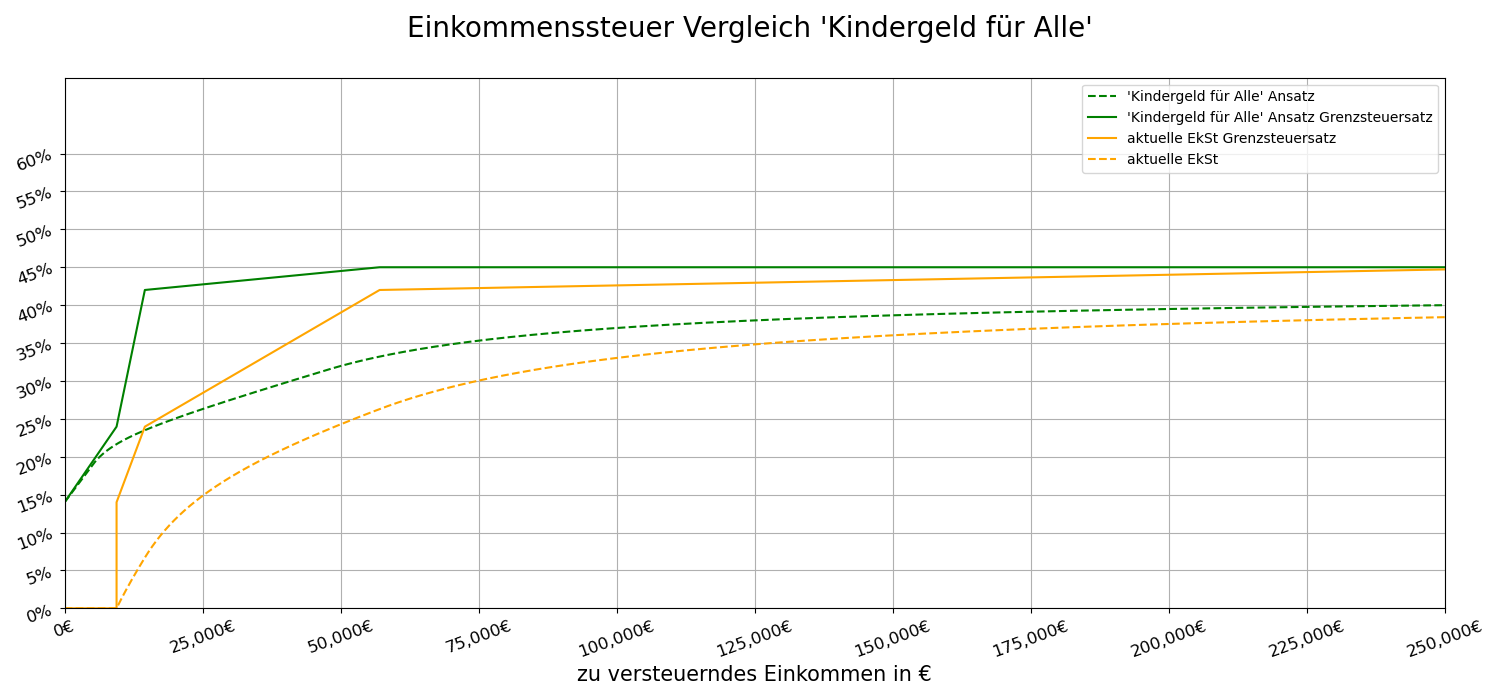 Einkommenssteuer Vergleich 'Kindergeld für Alle'
'Kindergeld für Alle' Ansatz
'Kindergeld für Alle' Ansatz Grenzsteuersatz
aktuelle EkSt Grenzsteuersatz
aktuelle EkSt
60%
55%
50%
45%
40%
35%
30%
25%
20%
15%
10%
5%
0%
0€ 25,000€ 50,000€ 75,000€ 100,000€ 125,000€ 150,000€ 175,000€ 200,000€ 225,000€ 250,000€
zu versteuerndes Einkommen in €